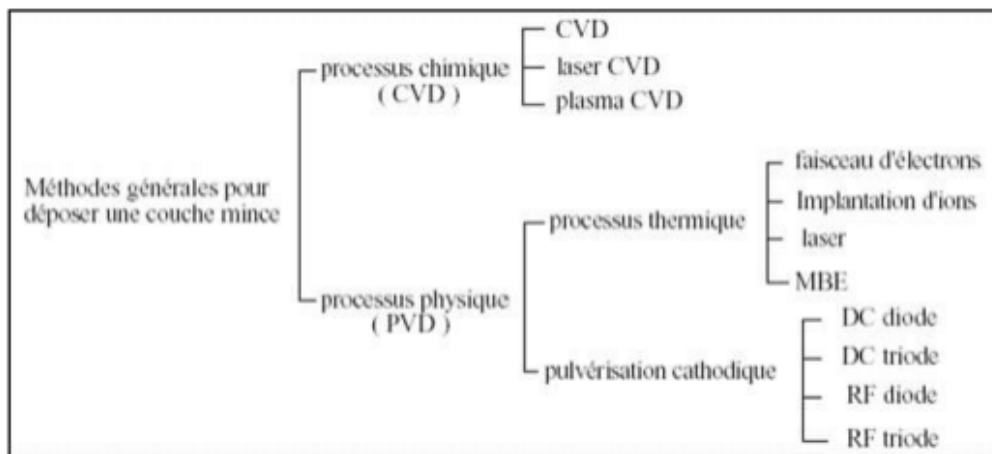 Méthodes générales pour
déposer une couche mince
processus chimique
( CVD )
CVD
laser CVD
plasma CVD
processus physique
( PVD )
processus thermique
faisceau d'électrons
Implantation d'ions
laser
MBE
pulvérisation cathodique
DC diode
DC triode
RF diode
RF triode